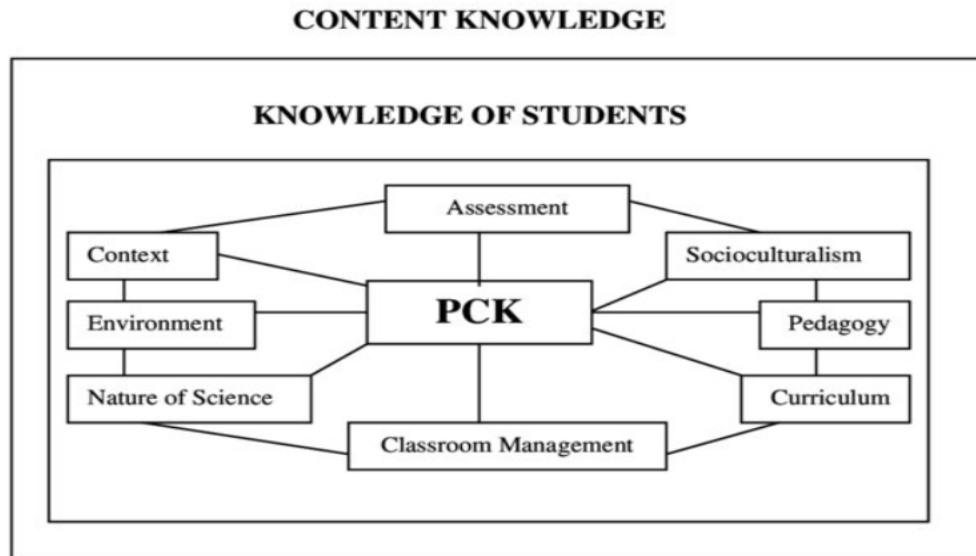 CONTENT KNOWLEDGE
KNOWLEDGE OF STUDENTS
Assessment
Context
Socioculturalism
PCK
Environment
Pedagogy
Nature of Science
Curriculum
Classroom Management